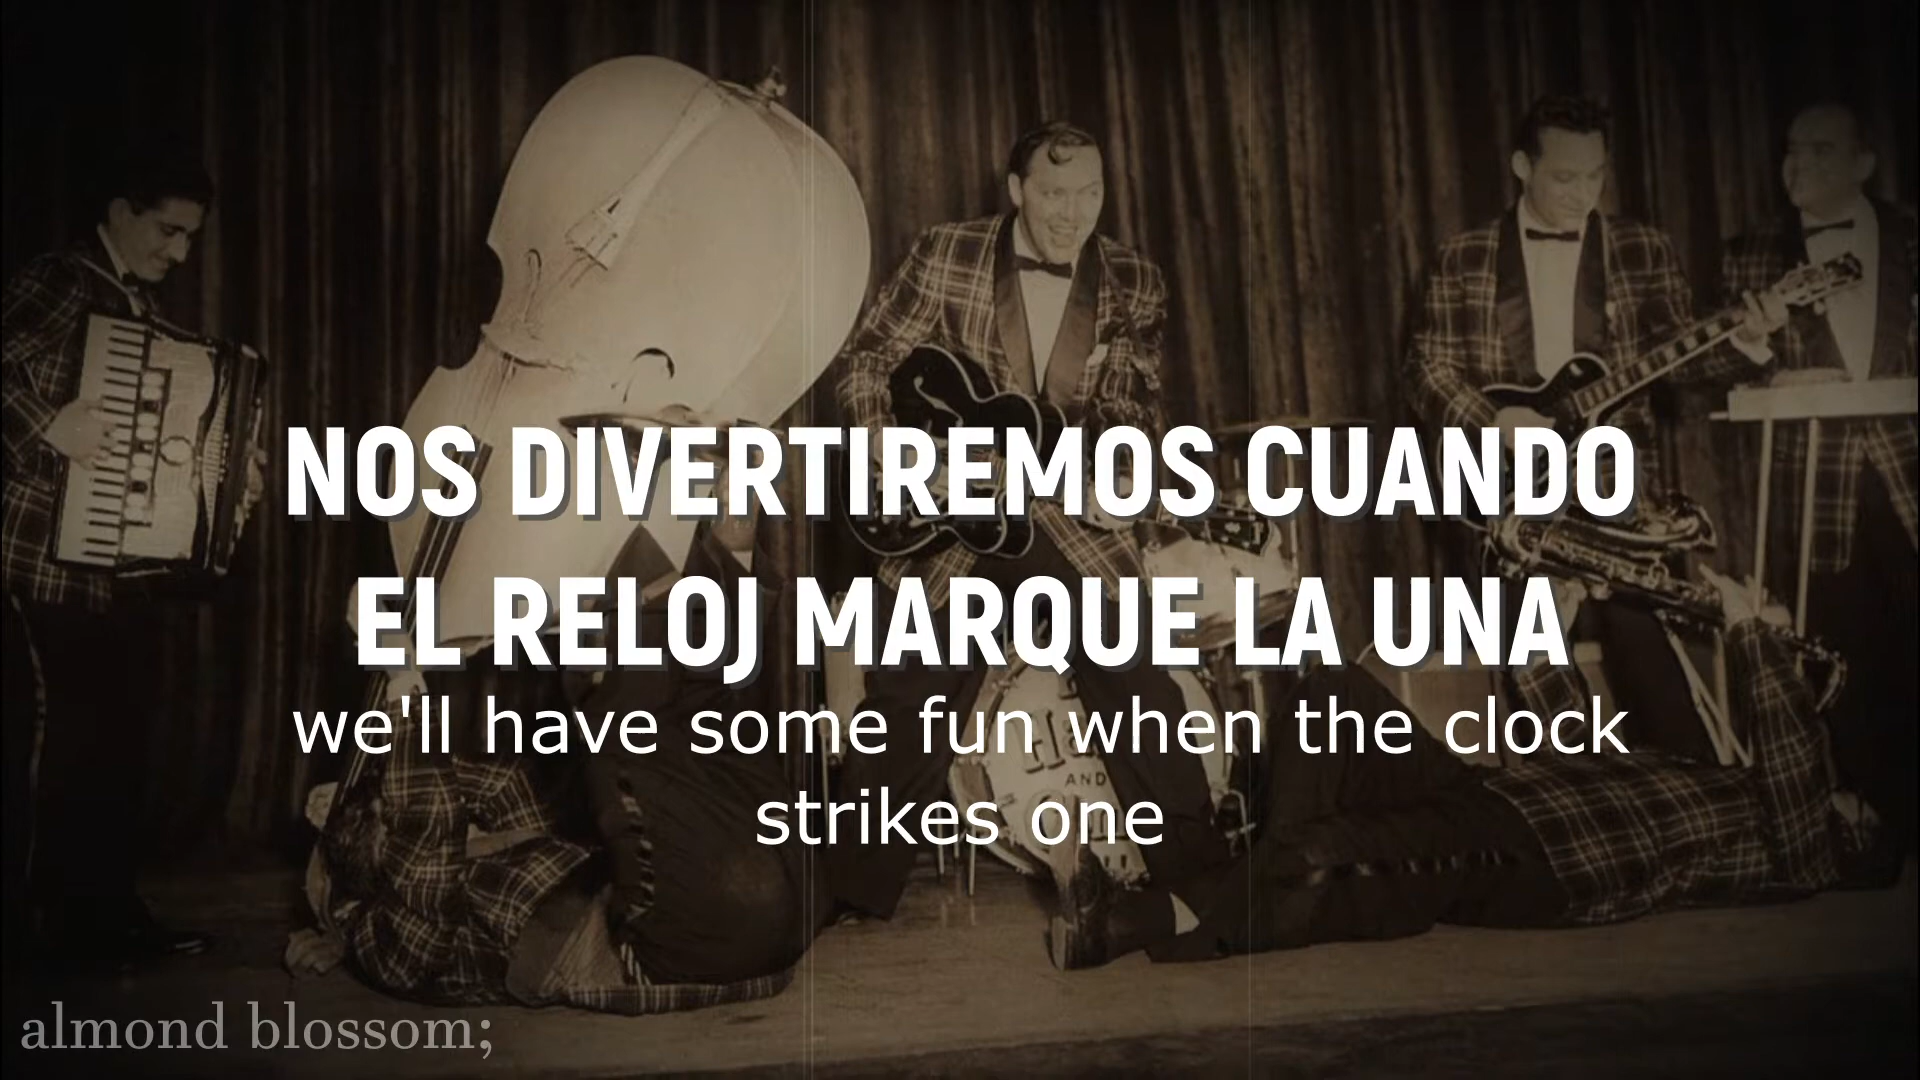 NOS DIVERTIREMOS CUANDO
EL RELOJ MARQUE LA UNA
we'll have some fun when the clock
strikes one
AND
almond blossom;